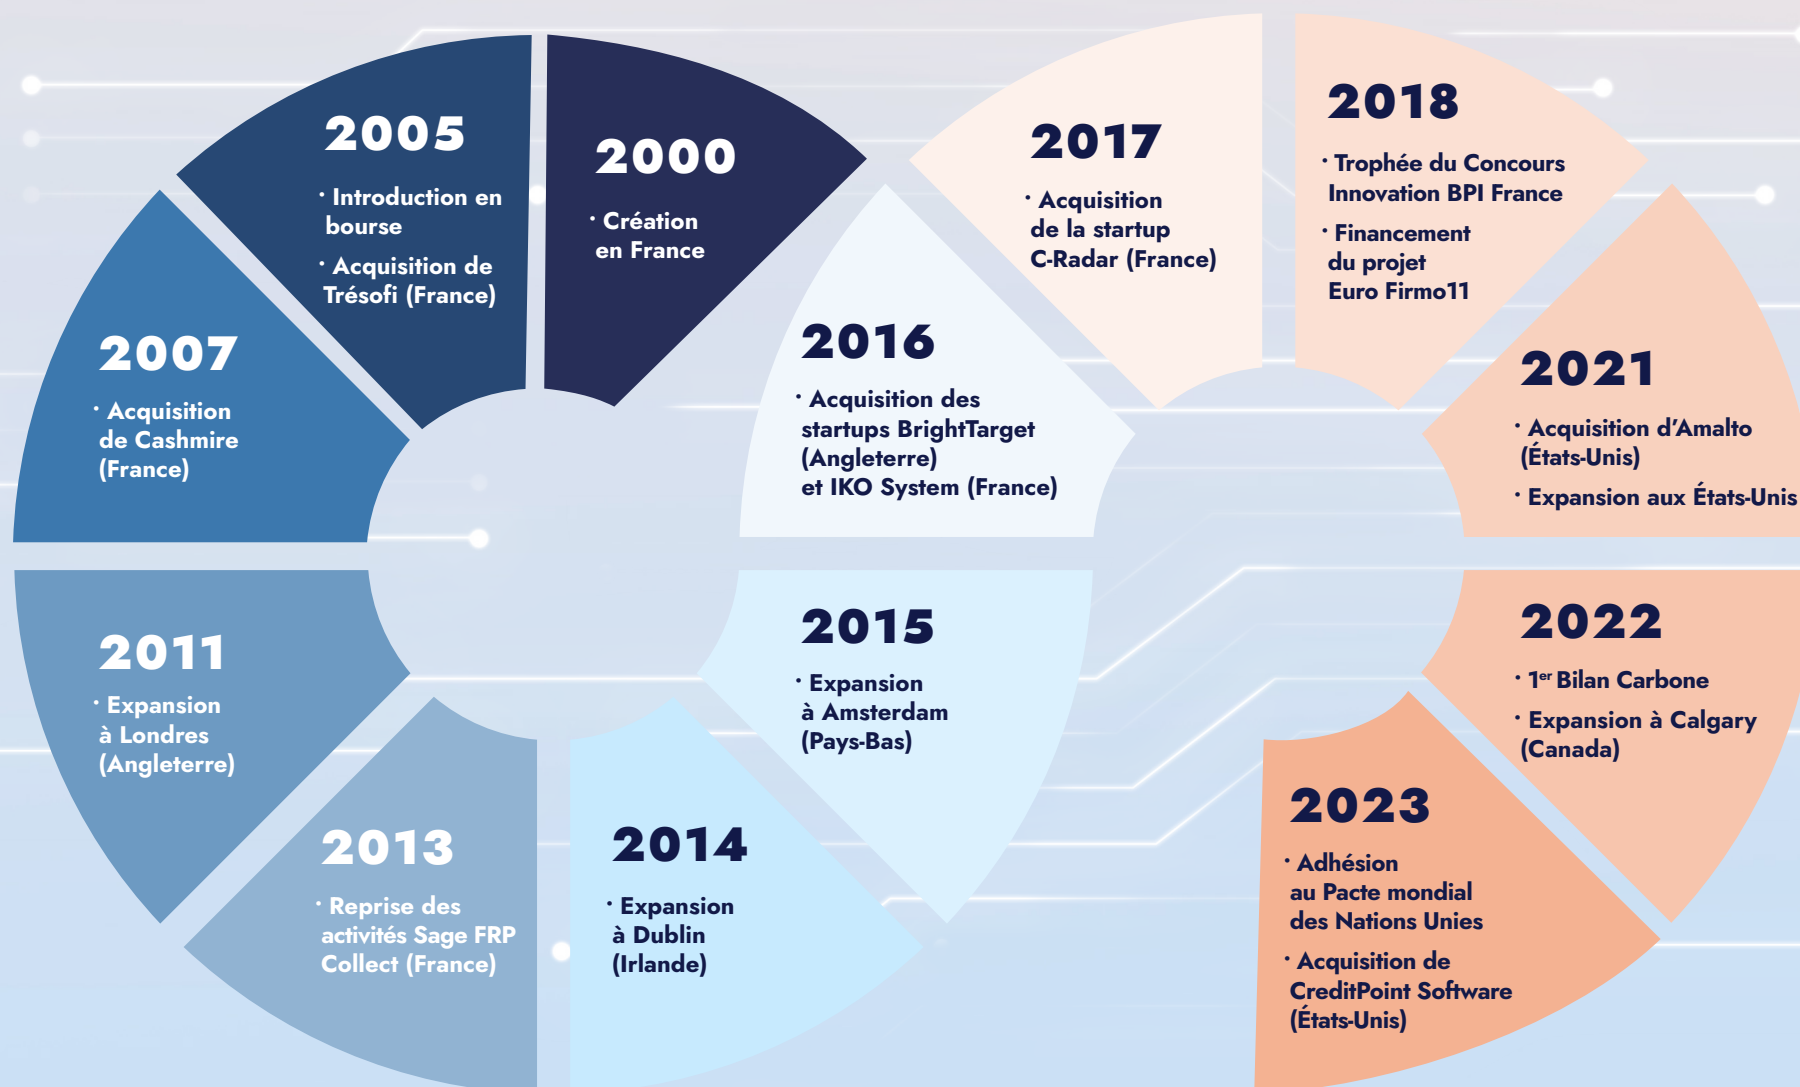 2000
· Création
en France
2005
· Introduction en
bourse
· Acquisition de
Trésofi (France)
2007
· Acquisition
de Cashmire
(France)
2011
· Expansion
à Londres
(Angleterre)
2013
· Reprise des
activités Sage FRP
Collect (France)
2014
· Expansion
à Dublin
(Irlande)
2015
· Expansion
à Amsterdam
(Pays-Bas)
2016
· Acquisition des
startups BrightTarget
(Angleterre)
et IKO System (France)
2017
· Acquisition
de la startup
C-Radar (France)
2018
· Trophée du Concours
Innovation BPI France
· Financement
du projet
Euro Firmo11
2021
· Acquisition d’Amalto
(États-Unis)
· Expansion aux États-Unis
2022
· 1er Bilan Carbone
· Expansion à Calgary
(Canada)
2023
· Adhésion
au Pacte mondial
des Nations Unies
· Acquisition de
CreditPoint Software
(États-Unis)